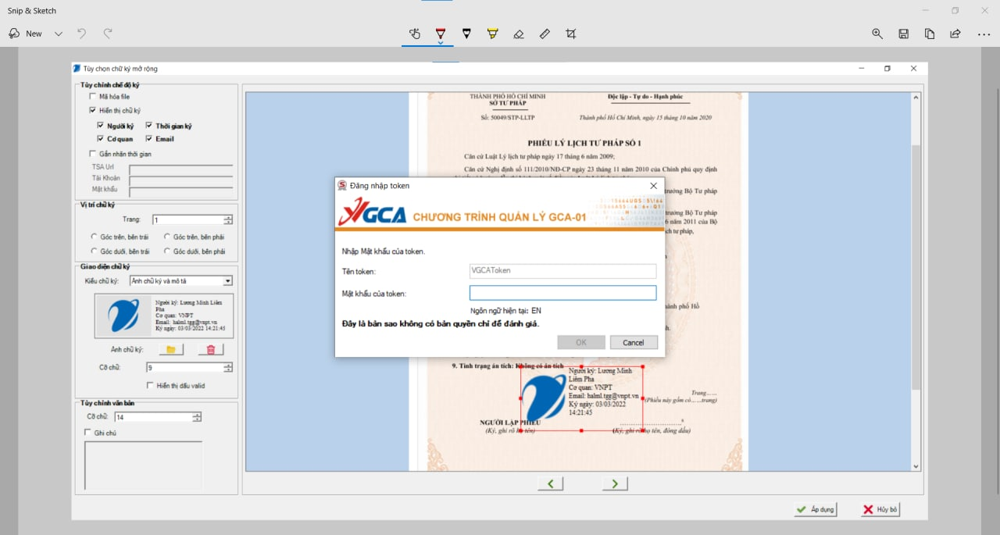 Snip & Sketch
New
Tùy chọn chữ ký mở rộng
Tùy chỉnh chế độ ký
Mã hóa file
Hiển thị chữ ký
Người ký
Thời gian ký
Cơ quan
Email
Gắn nhãn thời gian
TSA Url
Tài Khoản
Mật khẩu
Vị trí chữ ký
Trang:
1
Góc trên, bên trái
Góc trên, bên phải
Góc dưới, bên trái
Góc dưới, bên phải
Giao diện chữ ký
Kiểu chữ ký:
Ảnh chữ ký và mô tả
Người ký: Lương Minh Liêm
Pha
Cơ quan: VNPT
Email: halml.tgg@vnpt.vn
Ký ngày: 03/03/2022 14:21:45
Ảnh chữ ký:
Cỡ chữ:
9
Hiển thị dấu valid
Tùy chỉnh văn bản
Cỡ chữ:
14
Ghi chú
THÀNH PHỐ HỒ CHÍ MINH
SỞ TƯ PHÁP
Độc lập - Tự do - Hạnh phúc
Số: 50049/STP-LLTP
Thành phố Hồ Chí Minh, ngày 15 tháng 10 năm 2020
PHIẾU LÝ LỊCH TƯ PHÁP SỐ 1
Căn cứ Luật Lý lịch tư pháp ngày 17 tháng 6 năm 2009;
Căn cứ Nghị định số 111/2010/NĐ-CP ngày 23 tháng 11 năm 2010 của Chính phủ quy định
trưởng Bộ Tư pháp
trưởng Bộ Tư pháp
6 năm 2011 của Bộ
ch tư pháp,
hành phố Hồ
h.
Đăng nhập token
VGCA CHƯƠNG TRÌNH QUẢN LÝ GCA-01
Nhập Mật khẩu của token.
Tên token:
VGCAToken
Mật khẩu của token:
Ngôn ngữ hiện tại: EN
Đây là bản sao không có bản quyền chỉ để đánh giá.
OK
Cancel
9. Tình trạng án tích: Không có án tích
Người ký: Lương Minh
Liêm Pha
Cơ quan: VNPT
Email: halml.tgg@vnpt.vn
Ký ngày: 03/03/2022
14:21:45
Trang......
(Phiếu này gồm có......trang)
NGƯỜI LẬP PHIẾU
(Ký, ghi rõ họ tên)
(Ký, ghi rõ họ tên, đóng dấu)
Áp dụng
Hủy bỏ